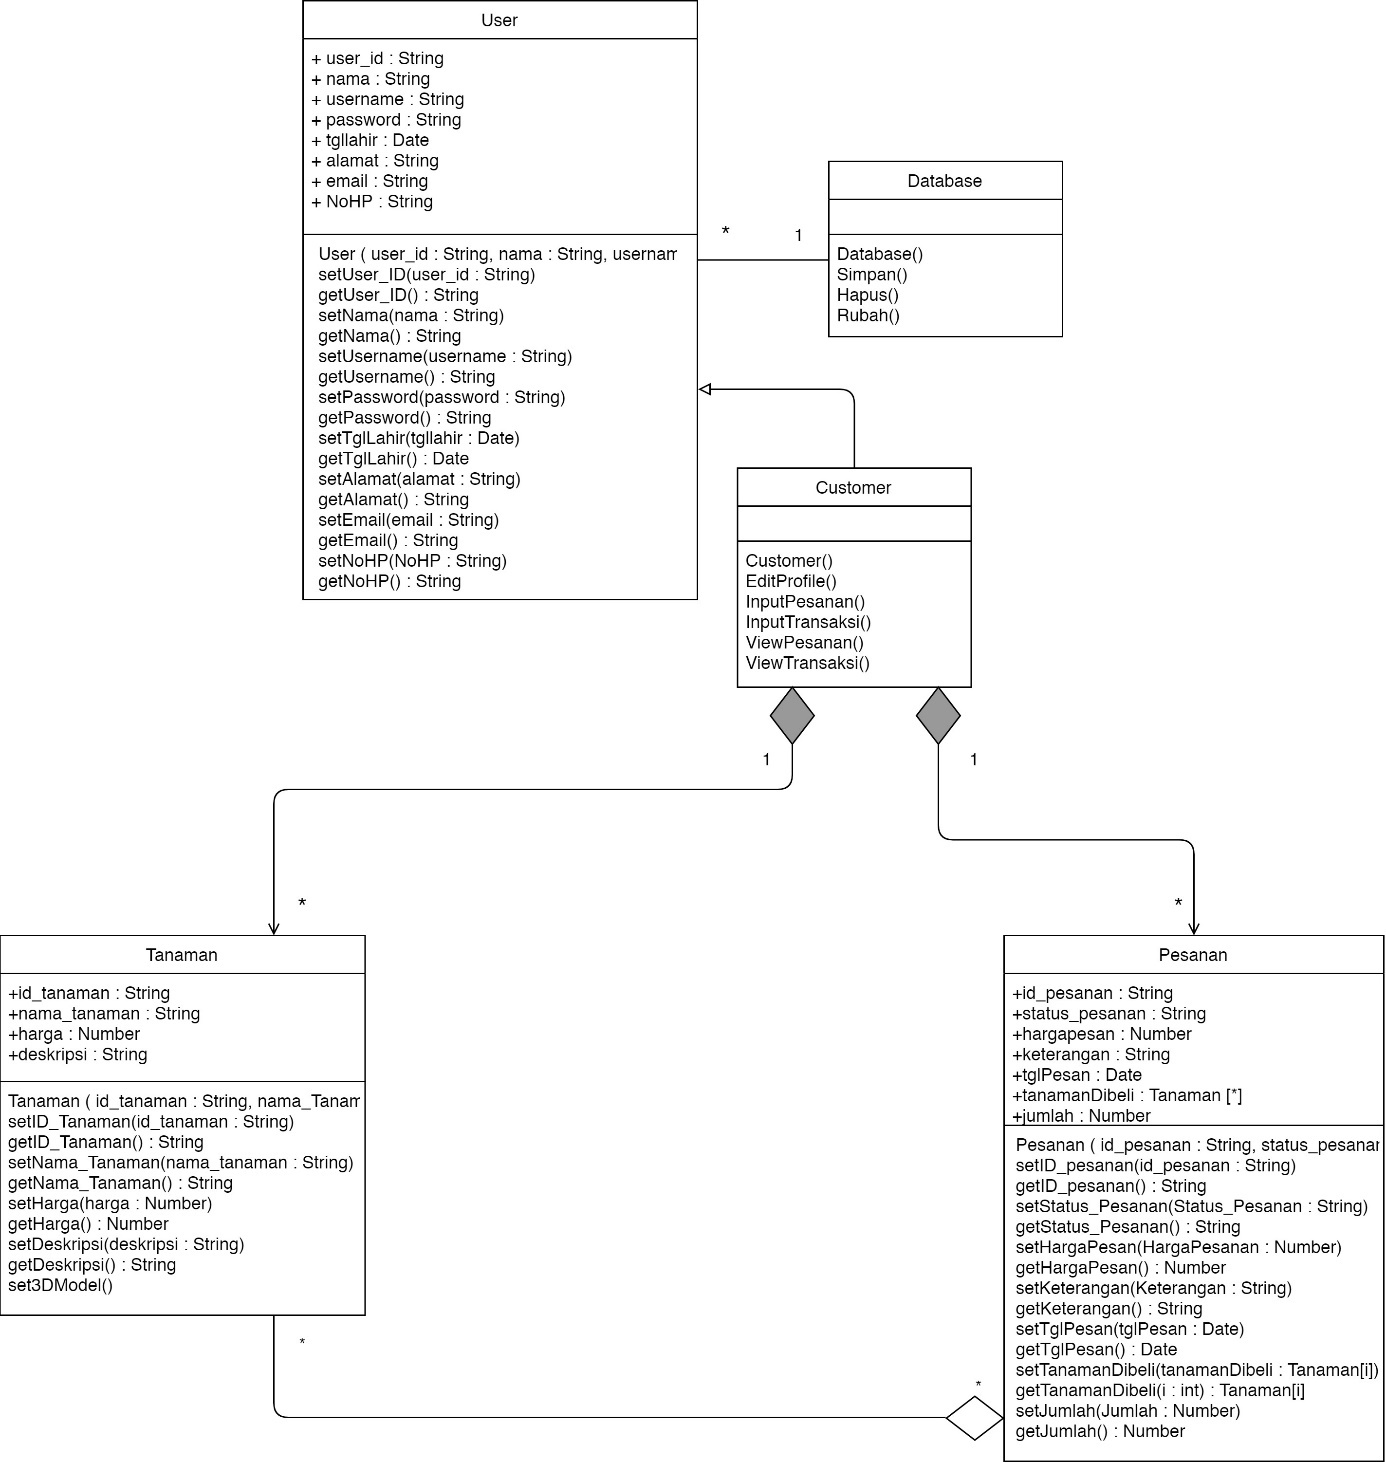 User
+ user_id : String
+ nama : String
+ username : String
+ password : String
+ tgllahir : Date
+ alamat : String
+ email : String
+ NoHP : String
User ( user_id : String, nama : String, usernam
setUser_ID(user_id : String)
getUser_ID() : String
setNama(nama : String)
getNama() : String
setUsername(username : String)
getUsername() : String
setPassword(password : String)
getPassword() : String
setTglLahir(tgllahir : Date)
getTglLahir() : Date
setAlamat(alamat : String)
getAlamat() : String
setEmail(email : String)
getEmail() : String
setNoHP(NoHP : String)
getNoHP() : String
* 1
Database
Database()
Simpan()
Hapus()
Rubah()
Customer
Customer()
EditProfile()
InputPesanan()
InputTransaksi()
ViewPesanan()
ViewTransaksi()
1 1
* *
Tanaman
+id_tanaman : String
+nama_tanaman : String
+harga : Number
+deskripsi : String
Tanaman ( id_tanaman : String, nama_Tanam
setID_Tanaman(id_tanaman : String)
getID_Tanaman() : String
setNama_Tanaman(nama_tanaman : String)
getNama_Tanaman() : String
setHarga(harga : Number)
getHarga() : Number
setDeskripsi(deskripsi : String)
getDeskripsi() : String
set3DModel()
*
Pesanan
+id_pesanan : String
+status_pesanan : String
+hargapesan : Number
+keterangan : String
+tglPesan : Date
+tanamanDibeli : Tanaman [*]
+jumlah : Number
Pesanan ( id_pesanan : String, status_pesanan
setID_pesanan(id_pesanan : String)
getID_pesanan() : String
setStatus_Pesanan(Status_Pesanan : String)
getStatus_Pesanan() : String
setHargaPesan(HargaPesanan : Number)
getHargaPesan() : Number
setKeterangan(Keterangan : String)
getKeterangan() : String
setTglPesan(tglPesan : Date)
getTglPesan() : Date
setTanamanDibeli(tanamanDibeli : Tanaman[i])
getTanamanDibeli(i : int) : Tanaman[i]
setJumlah(Jumlah : Number)
getJumlah() : Number
*